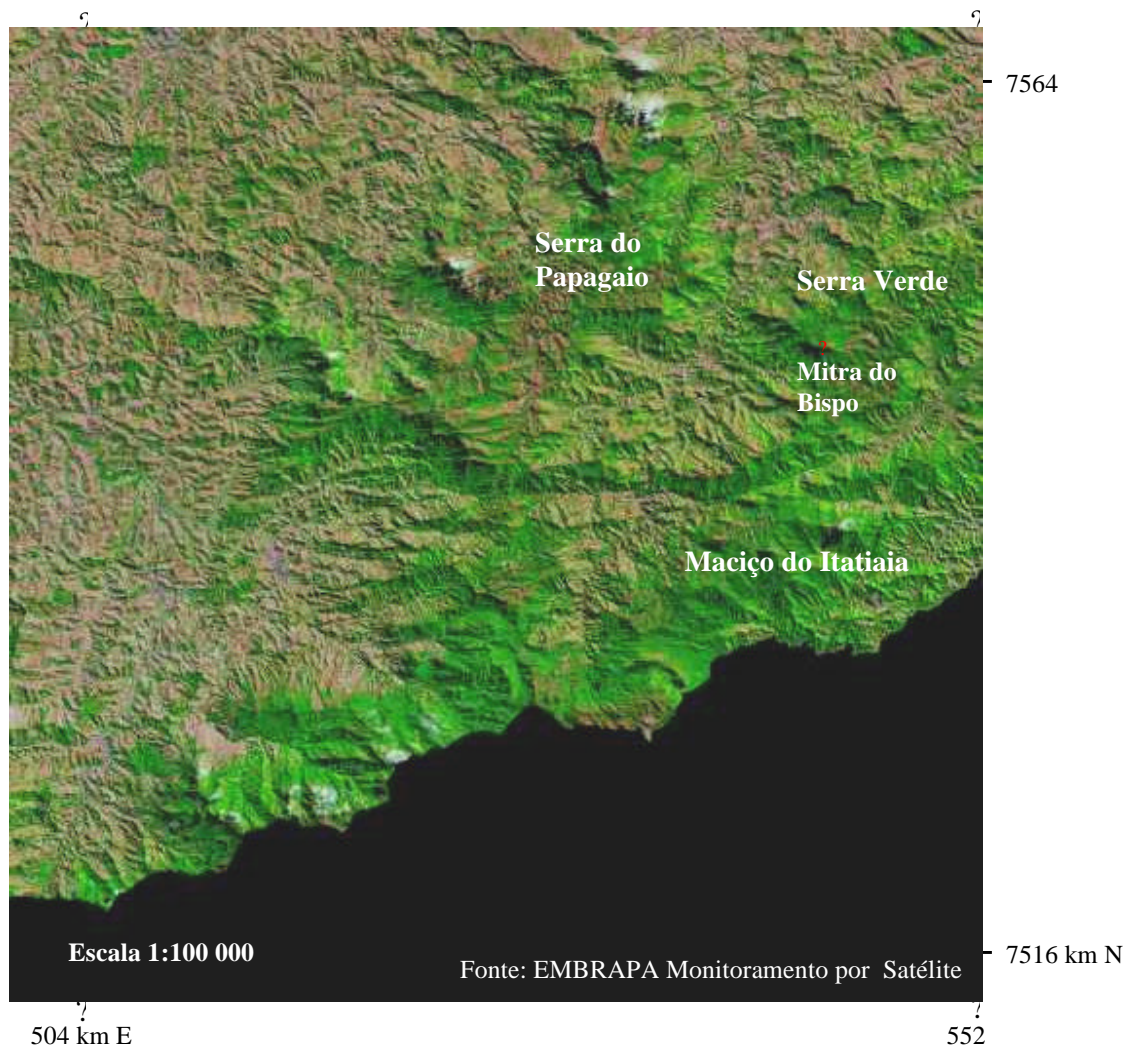 ?
?
7564
Serra do
Papagaio
Serra Verde
?
Mitra do
Bispo
Maciço do Itatiaia
Escala 1:100 000
Fonte: EMBRAPA Monitoramento por Satélite
7516 km N
?
?
504 km E
552